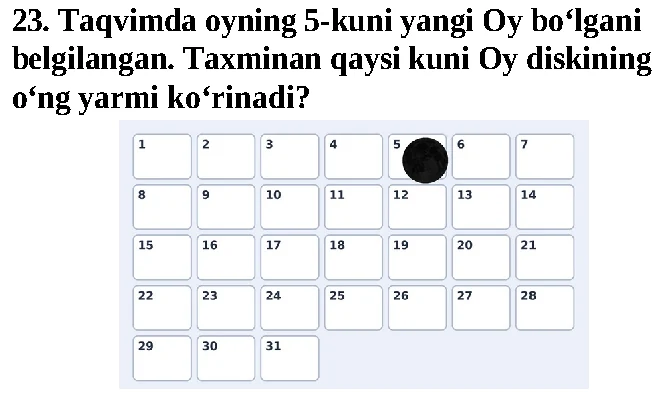 23. Taqvimda oyning 5-kuni yangi Oy bo‘lgani
belgilangan. Taxminan qaysi kuni Oy diskining
o‘ng yarmi ko‘rinadi?
1 2 3 4 5 6 7
8 9 10 11 12 13 14
15 16 17 18 19 20 21
22 23 24 25 26 27 28
29 30 31